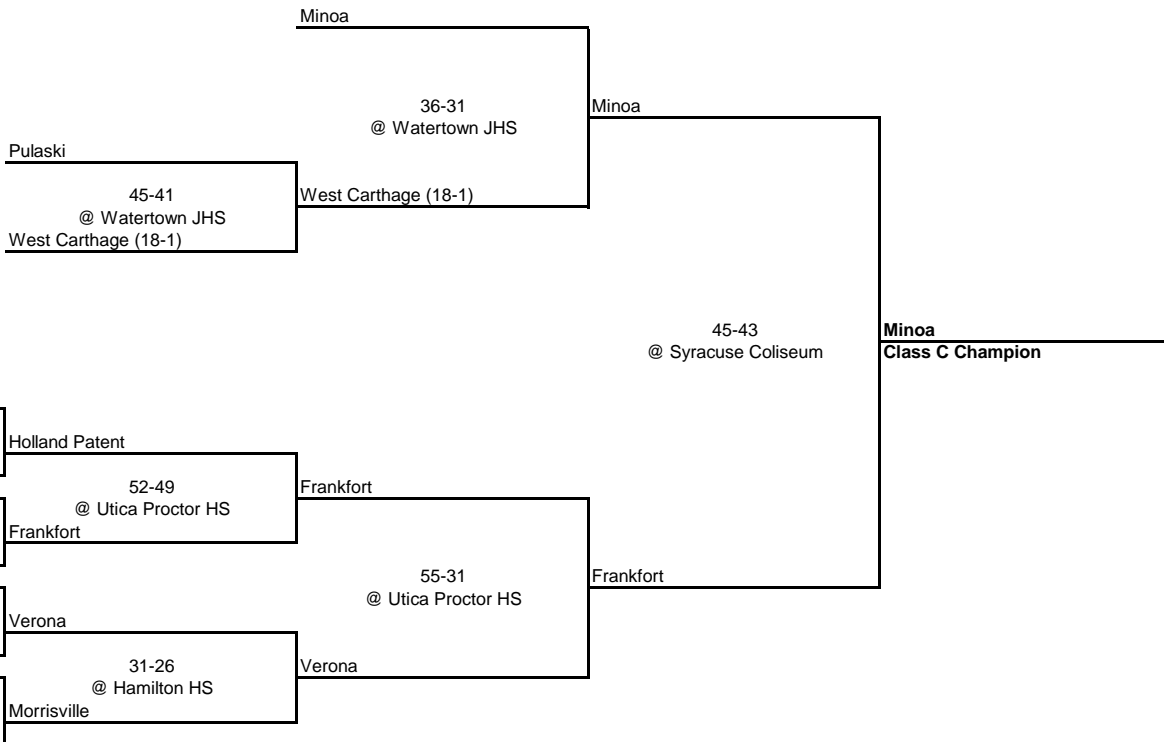 Minoa
36-31
@ Watertown JHS
Minoa
Pulaski
45-41
@ Watertown JHS
West Carthage (18-1)
West Carthage (18-1)
45-43
@ Syracuse Coliseum
Minoa
Class C Champion
Holland Patent
52-49
@ Utica Proctor HS
Frankfort
Frankfort
55-31
@ Utica Proctor HS
Frankfort
Verona
31-26
@ Hamilton HS
Verona
Morrisville